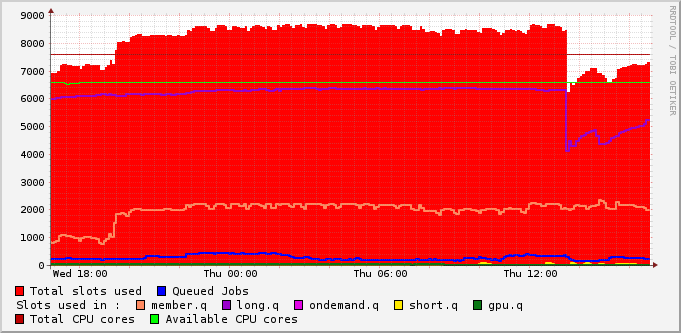 9000
8000
7000
6000
5000
4000
3000
2000
1000
0
Wed 18:00 Thu 00:00 Thu 06:00 Thu 12:00
RRDTOOL / TOBI OETIKER
Total slots used Queued Jobs
Slots used in : member.q long.q ondemand.q short.q gpu.q
Total CPU cores Available CPU cores